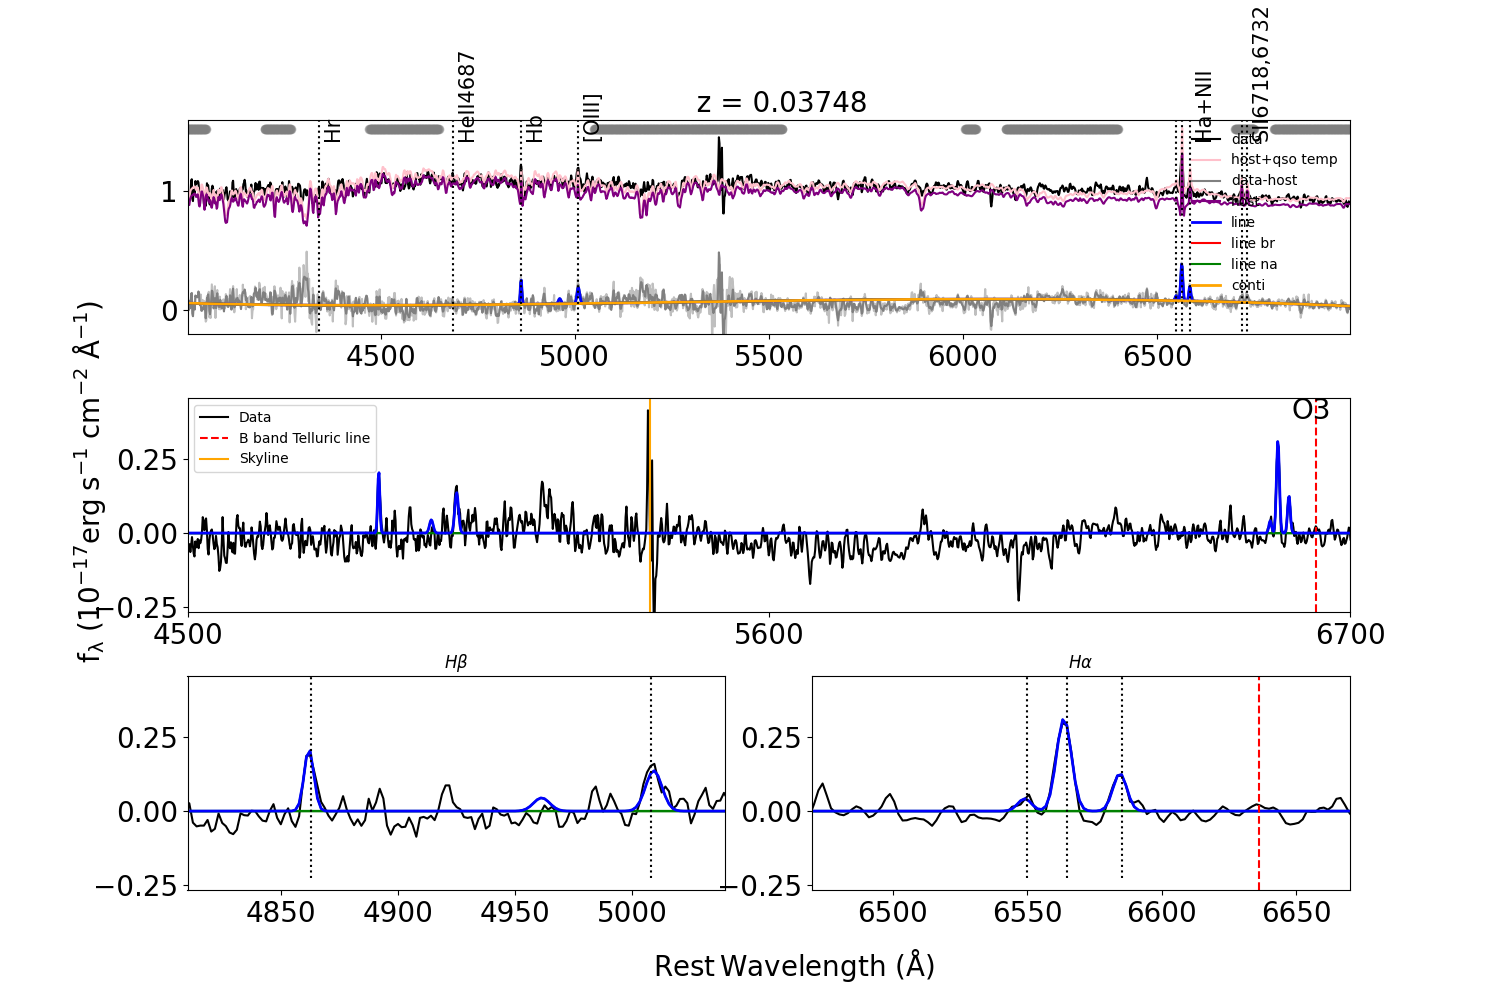 z = 0.03748
Hr
HeII4687
Hb
[OIII]
Ha+NII
SII6718,6732
data
host+qso temp
data-host
host
line
line br
line na
conti
1
0
4500
5000
5500
6000
6500
fλ (10⁻¹⁷erg s⁻¹ cm⁻² Å⁻¹)
Data
B band Telluric line
Skyline
O3
0.25
0.00
−0.25
4500
5600
6700
Hβ
0.25
0.00
−0.25
4850
4900
4950
5000
Hα
0.25
0.00
−0.25
6500
6550
6600
6650
Rest Wavelength (Å)